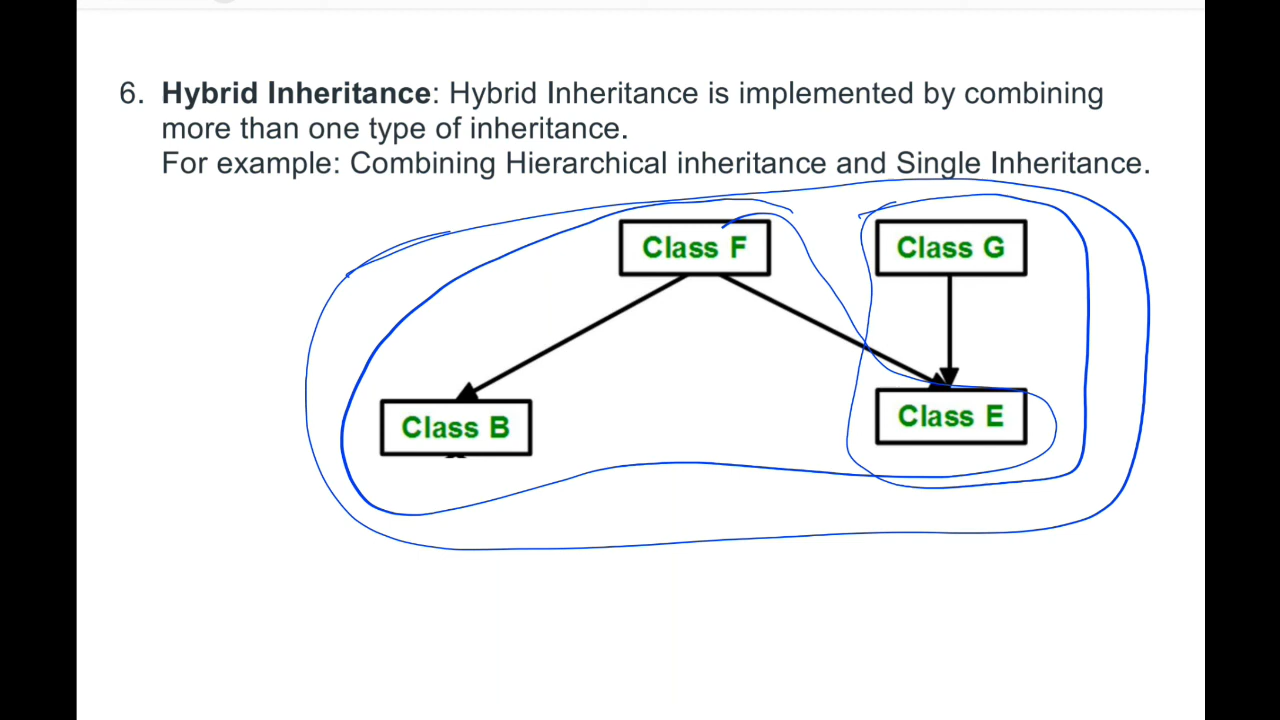 6. Hybrid Inheritance: Hybrid Inheritance is implemented by combining
more than one type of inheritance.
For example: Combining Hierarchical inheritance and Single Inheritance.
Class F
Class G
Class B
Class E